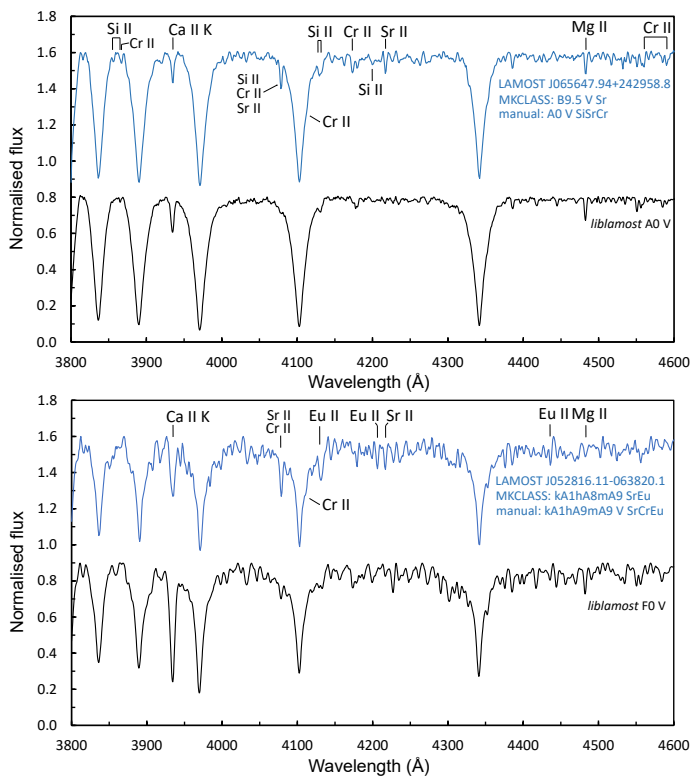 Si II
Cr II
Ca II K
Si II
Cr II
Sr II
Mg II
Cr II
Si II
Cr II
Sr II
Si II
Cr II
LAMOST J065647.94+242958.8
MKCLASS: B9.5 V Sr
manual: A0 V SiSrCr
liblamost A0 V
1.8
1.6
1.4
1.2
1.0
0.8
0.6
0.4
0.2
0.0
Normalised flux
3800 3900 4000 4100 4200 4300 4400 4500 4600
Wavelength (Å)
Ca II K
Sr II
Cr II
Eu II
Eu II
Sr II
Eu II
Mg II
Cr II
LAMOST J052816.11-063820.1
MKCLASS: kA1hA8mA9 SrEu
manual: kA1hA9mA9 V SrCrEu
liblamost F0 V
1.8
1.6
1.4
1.2
1.0
0.8
0.6
0.4
0.2
0.0
Normalised flux
3800 3900 4000 4100 4200 4300 4400 4500 4600
Wavelength (Å)